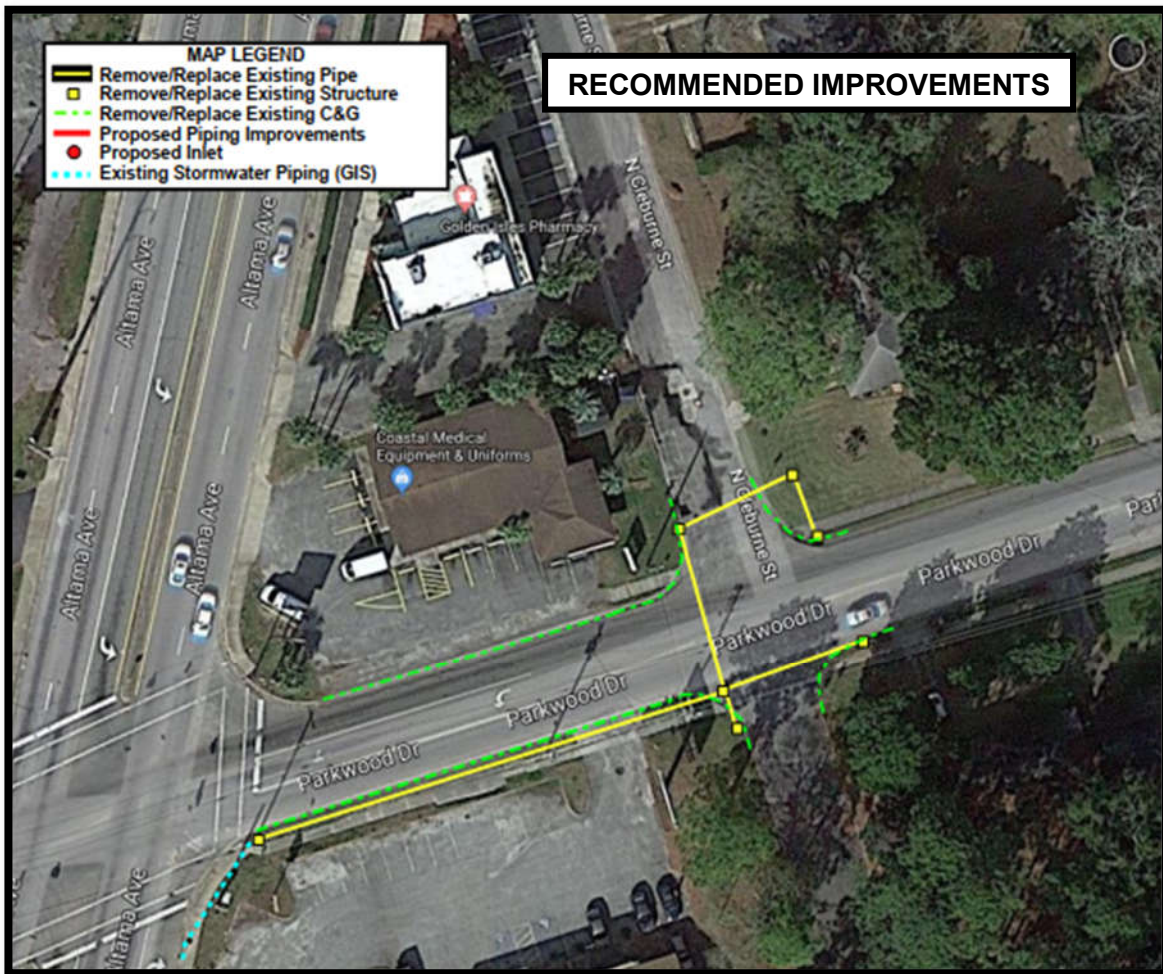 MAP LEGEND
Remove/Replace Existing Pipe
Remove/Replace Existing Structure
Remove/Replace Existing C&G
Proposed Piping Improvements
Proposed Inlet
Existing Stormwater Piping (GIS)
RECOMMENDED IMPROVEMENTS
N Cleburne St
Golden Isles Pharmacy
Altama Ave
Altama Ave
Coastal Medical
Equipment & Uniforms
Altama Ave
Altama Ave
N Cleburne St
Parkwood Dr
Parkwood Dr
Parkwood Dr
Parkwood Dr
Altama Ave